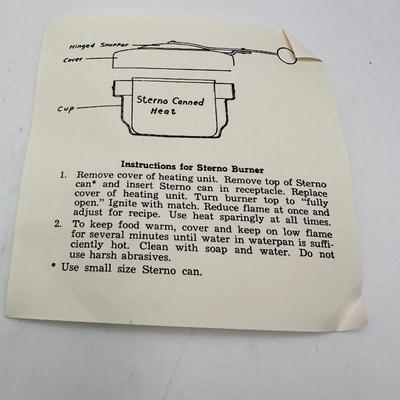 Hinged Snuffer
Cover
Sterno Canned
Heat
Cup
Instructions for Sterno Burner
1. Remove cover of heating unit. Remove top of Sterno
can* and insert Sterno can in receptacle. Replace
cover of heating unit. Turn burner top to "fully
open." Ignite with match. Reduce flame at once and
adjust for recipe. Use heat sparingly at all times.
2. To keep food warm, cover and keep on low flame
for several minutes until water in waterpan is suffi-
ciently hot. Clean with soap and water. Do not
use harsh abrasives.
* Use small size Sterno can.